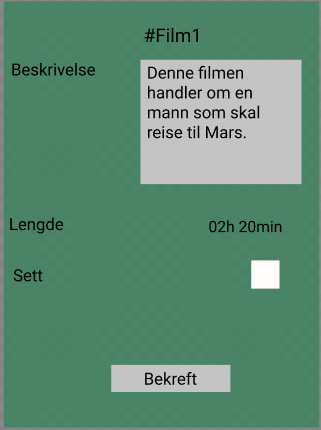 #Film1
Beskrivelse
Denne filmen
handler om en
mann som skal
reise til Mars.
Lengde 02h 20min
Sett
Bekreft